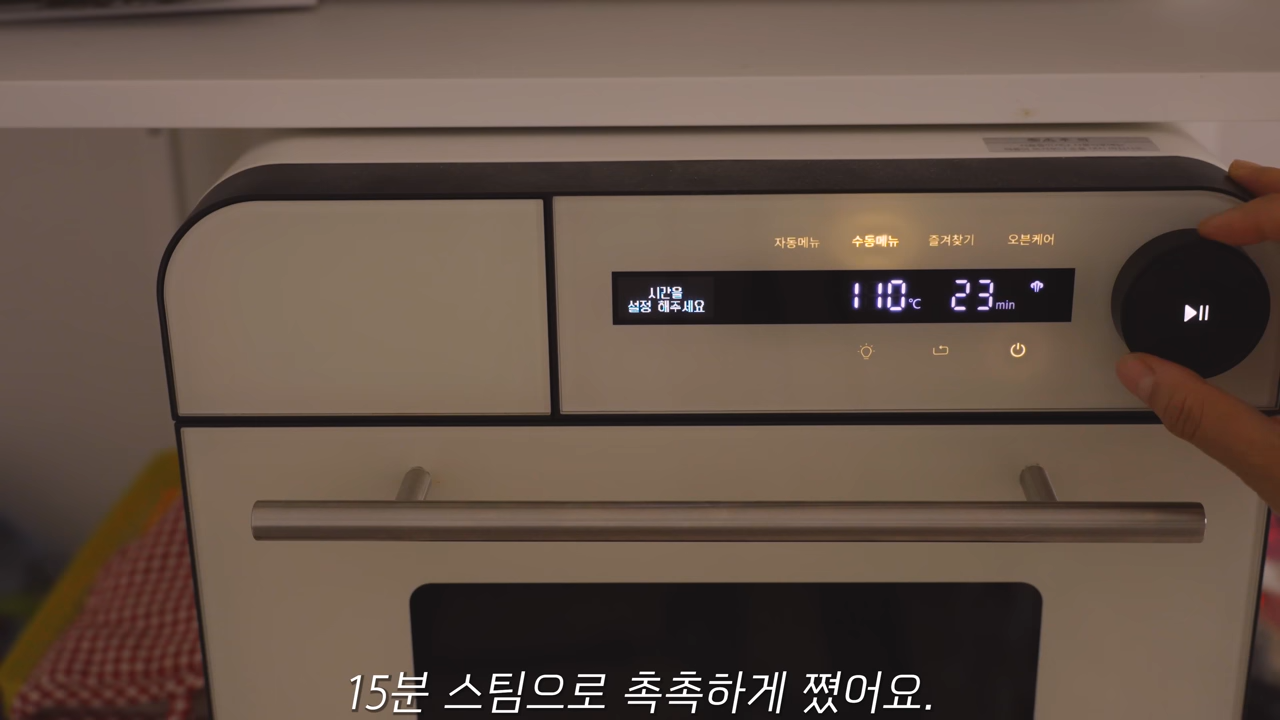 자동메뉴 수동메뉴 즐겨찾기 오븐케어
시간을
설정 해주세요
110℃ 23min
15분 스팀으로 촉촉하게 쪘어요.